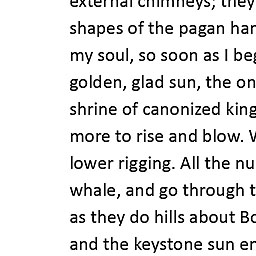 external chimneys; they
shapes of the pagan har
my soul, so soon as I beg
golden, glad sun, the on
shrine of canonized king
more to rise and blow. W
lower rigging. All the nu
whale, and go through t
as they do hills about Bo
and the keystone sun en